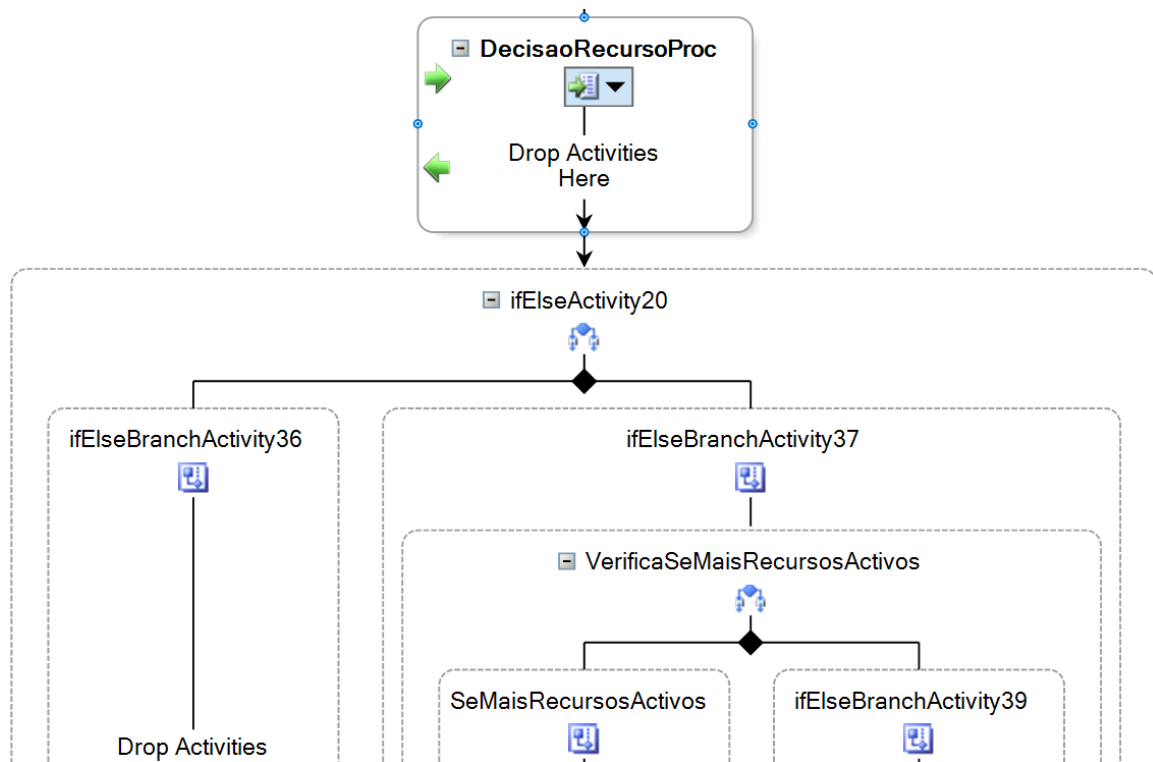 DecisaoRecursoProc
Drop Activities
Here
ifElseActivity20
ifElseBranchActivity36
ifElseBranchActivity37
VerificaSeMaisRecursosActivos
SeMaisRecursosActivos
ifElseBranchActivity39
Drop Activities